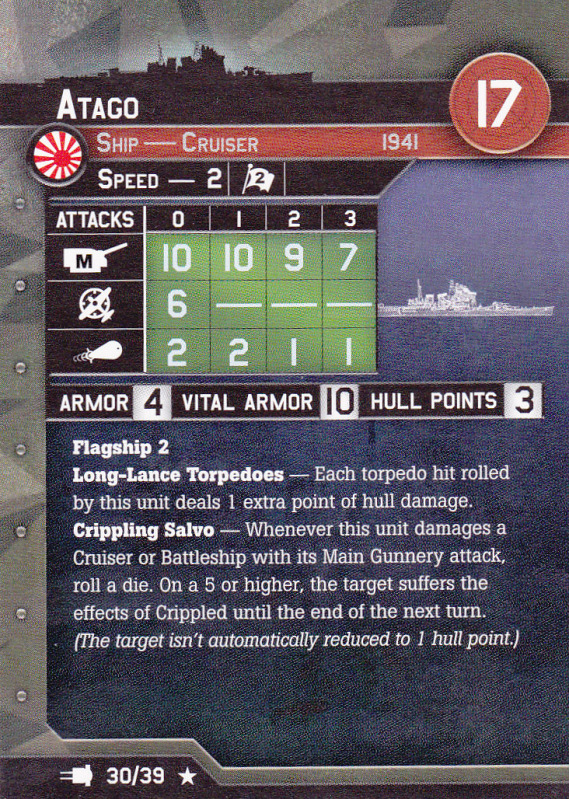 ATAGO
17
SHIP — CRUISER 1941
SPEED — 2 2
ATTACKS 0 1 2 3
M 10 10 9 7
6 — — —
2 2 1 1
ARMOR 4 VITAL ARMOR 10 HULL POINTS 3
Flagship 2
Long-Lance Torpedoes — Each torpedo hit rolled
by this unit deals 1 extra point of hull damage.
Crippling Salvo — Whenever this unit damages a
Cruiser or Battleship with its Main Gunnery attack,
roll a die. On a 5 or higher, the target suffers the
effects of Crippled until the end of the next turn.
(The target isn't automatically reduced to 1 hull point.)
30/39 ★